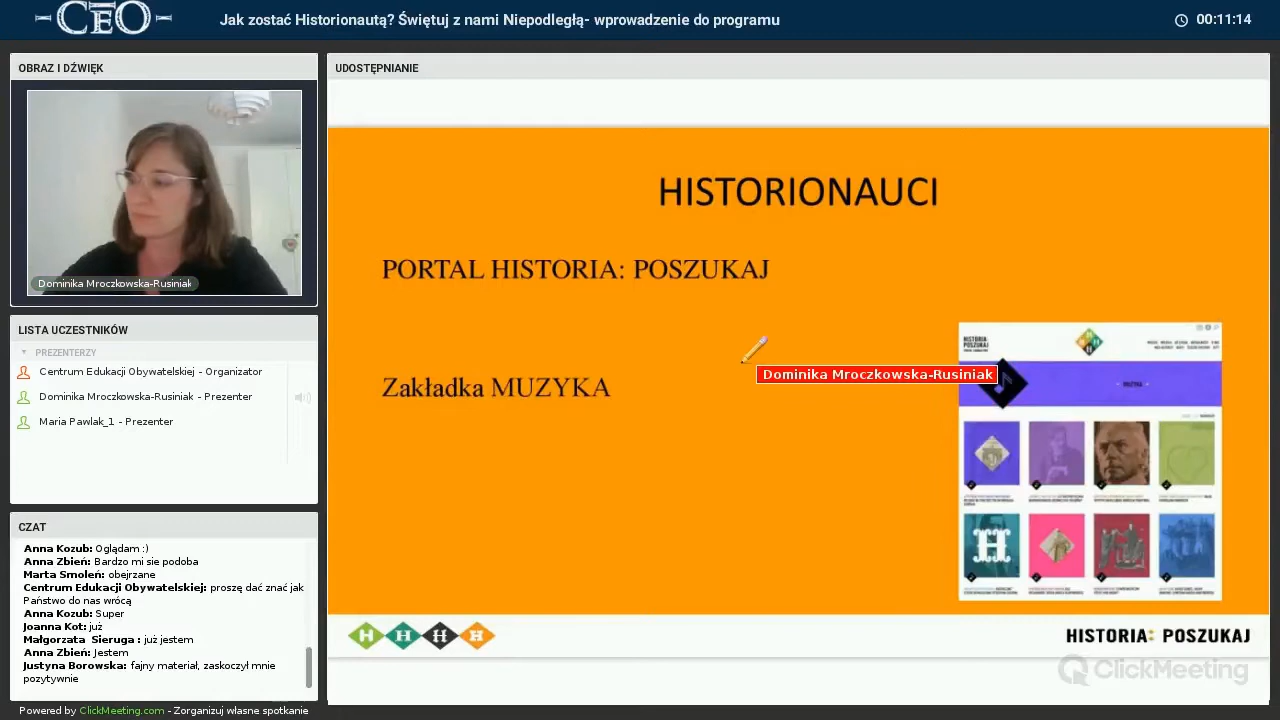 CEO
Jak zostać Historionautą? Świętuj z nami Niepodległą- wprowadzenie do programu
00:11:14
OBRAZ I DŹWIĘK
Dominika Mroczkowska-Rusiniak
LISTA UCZESTNIKÓW
PREZENTERZY
Centrum Edukacji Obywatelskiej - Organizator
Dominika Mroczkowska-Rusiniak - Prezenter
Maria Pawlak_1 - Prezenter
CZAT
Anna Kozub: Oglądam :)
Anna Zbień: Bardzo mi sie podoba
Marta Smoleń: obejrzane
Centrum Edukacji Obywatelskiej: proszę dać znać jak
Państwo do nas wrócą
Anna Kozub: Super
Joanna Kot: już
Małgorzata Sieruga : już jestem
Anna Zbień: Jestem
Justyna Borowska: fajny materiał, zaskoczył mnie
pozytywnie
Powered by ClickMeeting.com - Zorganizuj własne spotkanie
UDOSTĘPNIANIE
HISTORIONAUCI
PORTAL HISTORIA: POSZUKAJ
Zakładka MUZYKA
Dominika Mroczkowska-Rusiniak
HISTORIA:
POSZUKAJ
MUZYKA
H
H H H H
HISTORIA: POSZUKAJ
ClickMeeting